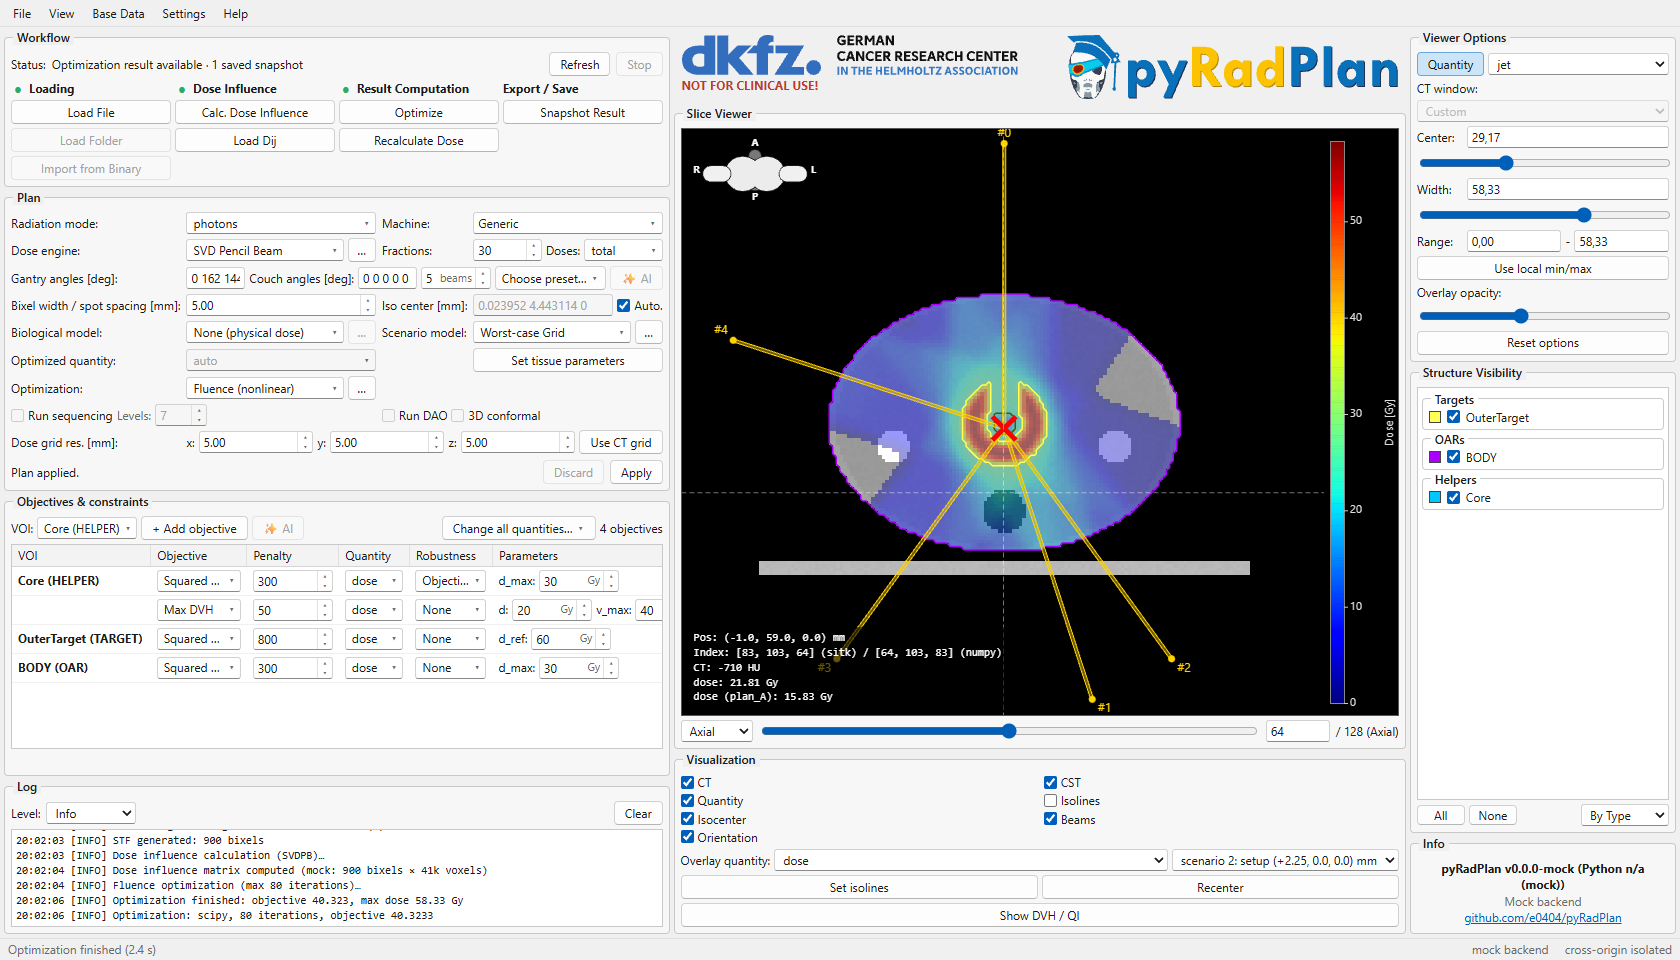 File View Base Data Settings Help
Workflow
Status: Optimization result available · 1 saved snapshot
Refresh Stop
Loading Dose Influence Result Computation Export / Save
Load File Calc. Dose Influence Optimize Snapshot Result
Load Folder Load Dij Recalculate Dose
Import from Binary
Plan
Radiation mode: photons Machine: Generic
Dose engine: SVD Pencil Beam ... Fractions: 30 Doses: total
Gantry angles [deg]: 0 162 144 Couch angles [deg]: 0 0 0 0 0 5 beams Choose preset... ✨ AI
Bixel width / spot spacing [mm]: 5.00 Iso center [mm]: 0.023952 4.443114 0 Auto.
Biological model: None (physical dose) ... Scenario model: Worst-case Grid ...
Optimized quantity: auto Set tissue parameters
Optimization: Fluence (nonlinear) ...
Run sequencing Levels: 7 Run DAO 3D conformal
Dose grid res. [mm]: x: 5.00 y: 5.00 z: 5.00 Use CT grid
Plan applied. Discard Apply
Objectives & constraints
VOI: Core (HELPER) + Add objective ✨ AI Change all quantities... 4 objectives
VOI Objective Penalty Quantity Robustness Parameters
Core (HELPER) Squared ... 300 dose Objecti... d_max: 30 Gy
Max DVH 50 dose None d: 20 Gy v_max: 40
OuterTarget (TARGET) Squared ... 800 dose None d_ref: 60 Gy
BODY (OAR) Squared ... 300 dose None d_max: 30 Gy
Log
Level: Info Clear
20:02:03 [INFO] STF generated: 900 bixels
20:02:03 [INFO] Dose influence calculation (SVDPB)…
20:02:04 [INFO] Dose influence matrix computed (mock: 900 bixels × 41k voxels)
20:02:04 [INFO] Fluence optimization (max 80 iterations)…
20:02:06 [INFO] Optimization finished: objective 40.323, max dose 58.33 Gy
20:02:06 [INFO] Optimization: scipy, 80 iterations, objective 40.3233
Optimization finished (2.4 s)
dkfz.
GERMAN
CANCER RESEARCH CENTER
IN THE HELMHOLTZ ASSOCIATION
NOT FOR CLINICAL USE!
pyRadPlan
Slice Viewer
A
R L
P
#0
#4
#3
#2
#1
50
40
30
20
10
0
Dose [Gy]
Pos: (-1.0, 59.0, 0.0) mm
Index: [83, 103, 64] (sitk) / [64, 103, 83] (numpy)
CT: -710 HU
dose: 21.81 Gy
dose (plan_A): 15.83 Gy
Axial 64 / 128 (Axial)
Visualization
CT CST
Quantity Isolines
Isocenter Beams
Orientation
Overlay quantity: dose scenario 2: setup (+2.25, 0.0, 0.0) mm
Set isolines Recenter
Show DVH / QI
Viewer Options
Quantity jet
CT window:
Custom
Center: 29,17
Width: 58,33
Range: 0,00 - 58,33
Use local min/max
Overlay opacity:
Reset options
Structure Visibility
Targets
OuterTarget
OARs
BODY
Helpers
Core
All None By Type
Info
pyRadPlan v0.0.0-mock (Python n/a
(mock))
Mock backend
github.com/e0404/pyRadPlan
mock backend cross-origin isolated